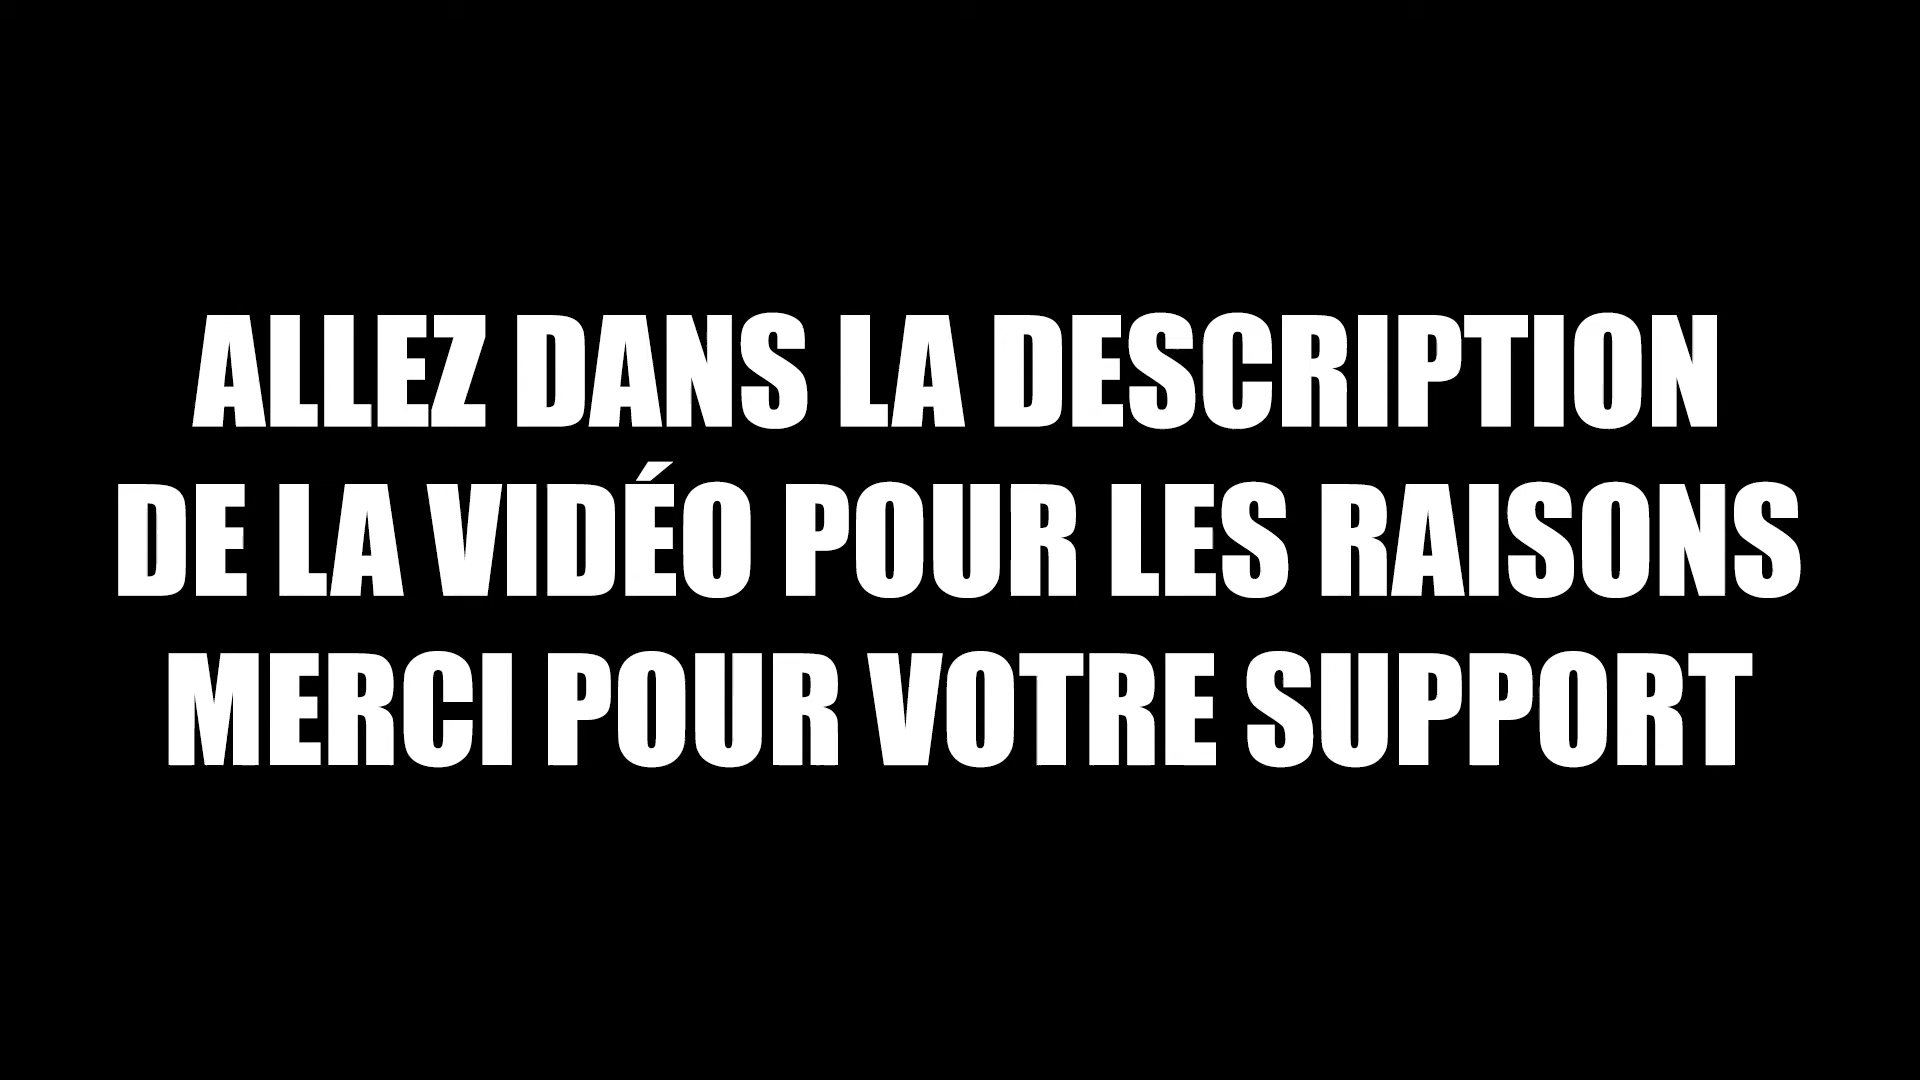 ALLEZ DANS LA DESCRIPTION
DE LA VIDÉO POUR LES RAISONS
MERCI POUR VOTRE SUPPORT